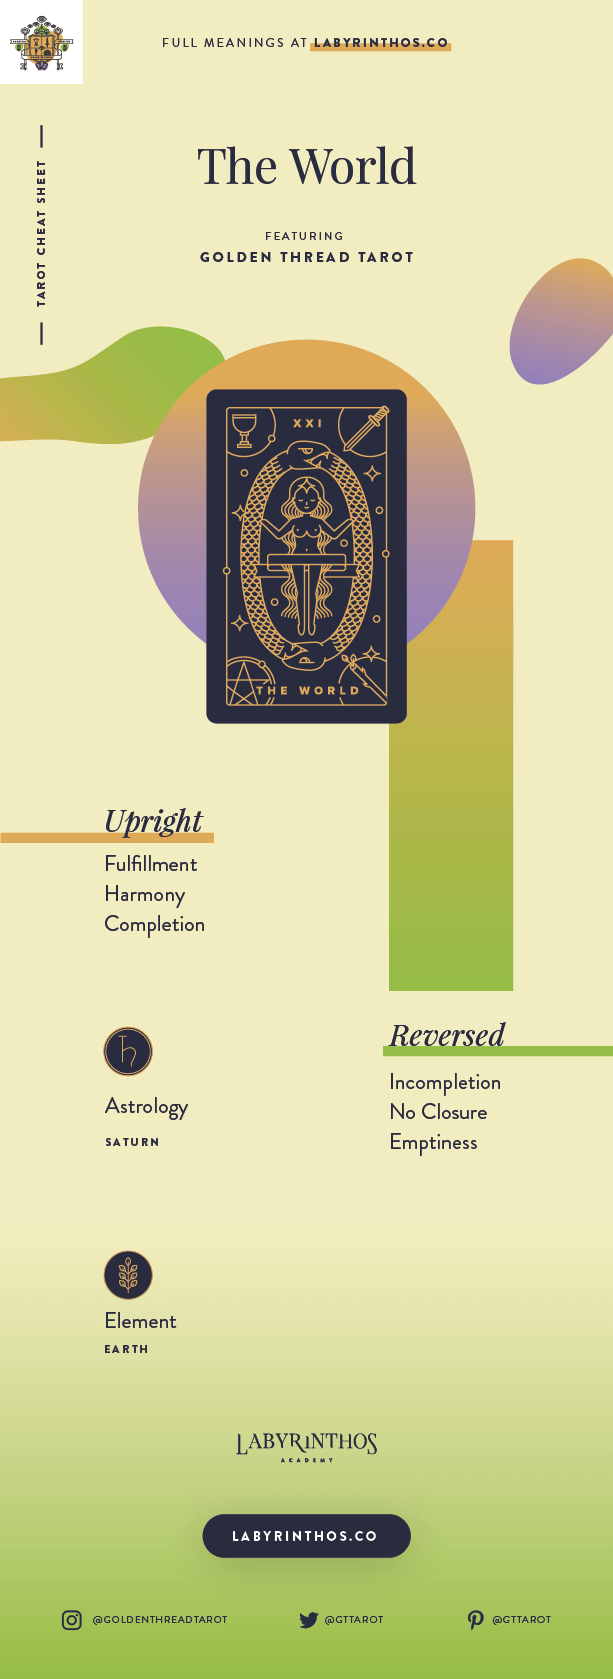 FULL MEANINGS AT LABYRINTHOS.CO
TAROT CHEAT SHEET
The World
FEATURING
GOLDEN THREAD TAROT
XXI
THE WORLD
Upright
Fulfillment
Harmony
Completion
Reversed
Incompletion
No Closure
Emptiness
Astrology
SATURN
Element
EARTH
LABYRINTHOS
ACADEMY
LABYRINTHOS.CO
@GOLDENTHREADTAROT
@GTTAROT
@GTTAROT